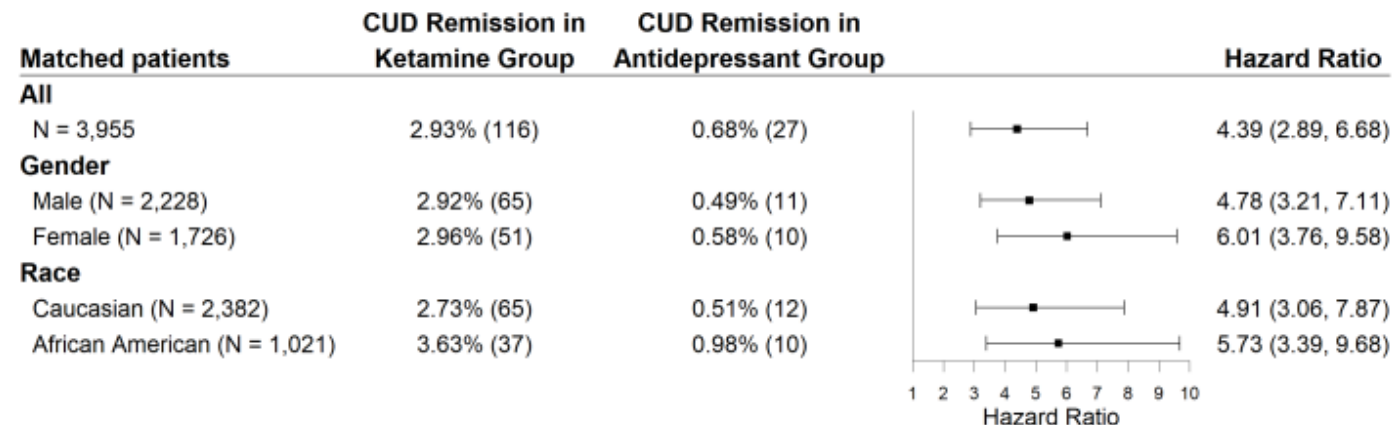 CUD Remission in CUD Remission in
Matched patients Ketamine Group Antidepressant Group Hazard Ratio
All
N = 3,955 2.93% (116) 0.68% (27) 4.39 (2.89, 6.68)
Gender
Male (N = 2,228) 2.92% (65) 0.49% (11) 4.78 (3.21, 7.11)
Female (N = 1,726) 2.96% (51) 0.58% (10) 6.01 (3.76, 9.58)
Race
Caucasian (N = 2,382) 2.73% (65) 0.51% (12) 4.91 (3.06, 7.87)
African American (N = 1,021) 3.63% (37) 0.98% (10) 5.73 (3.39, 9.68)
1 2 3 4 5 6 7 8 9 10
Hazard Ratio